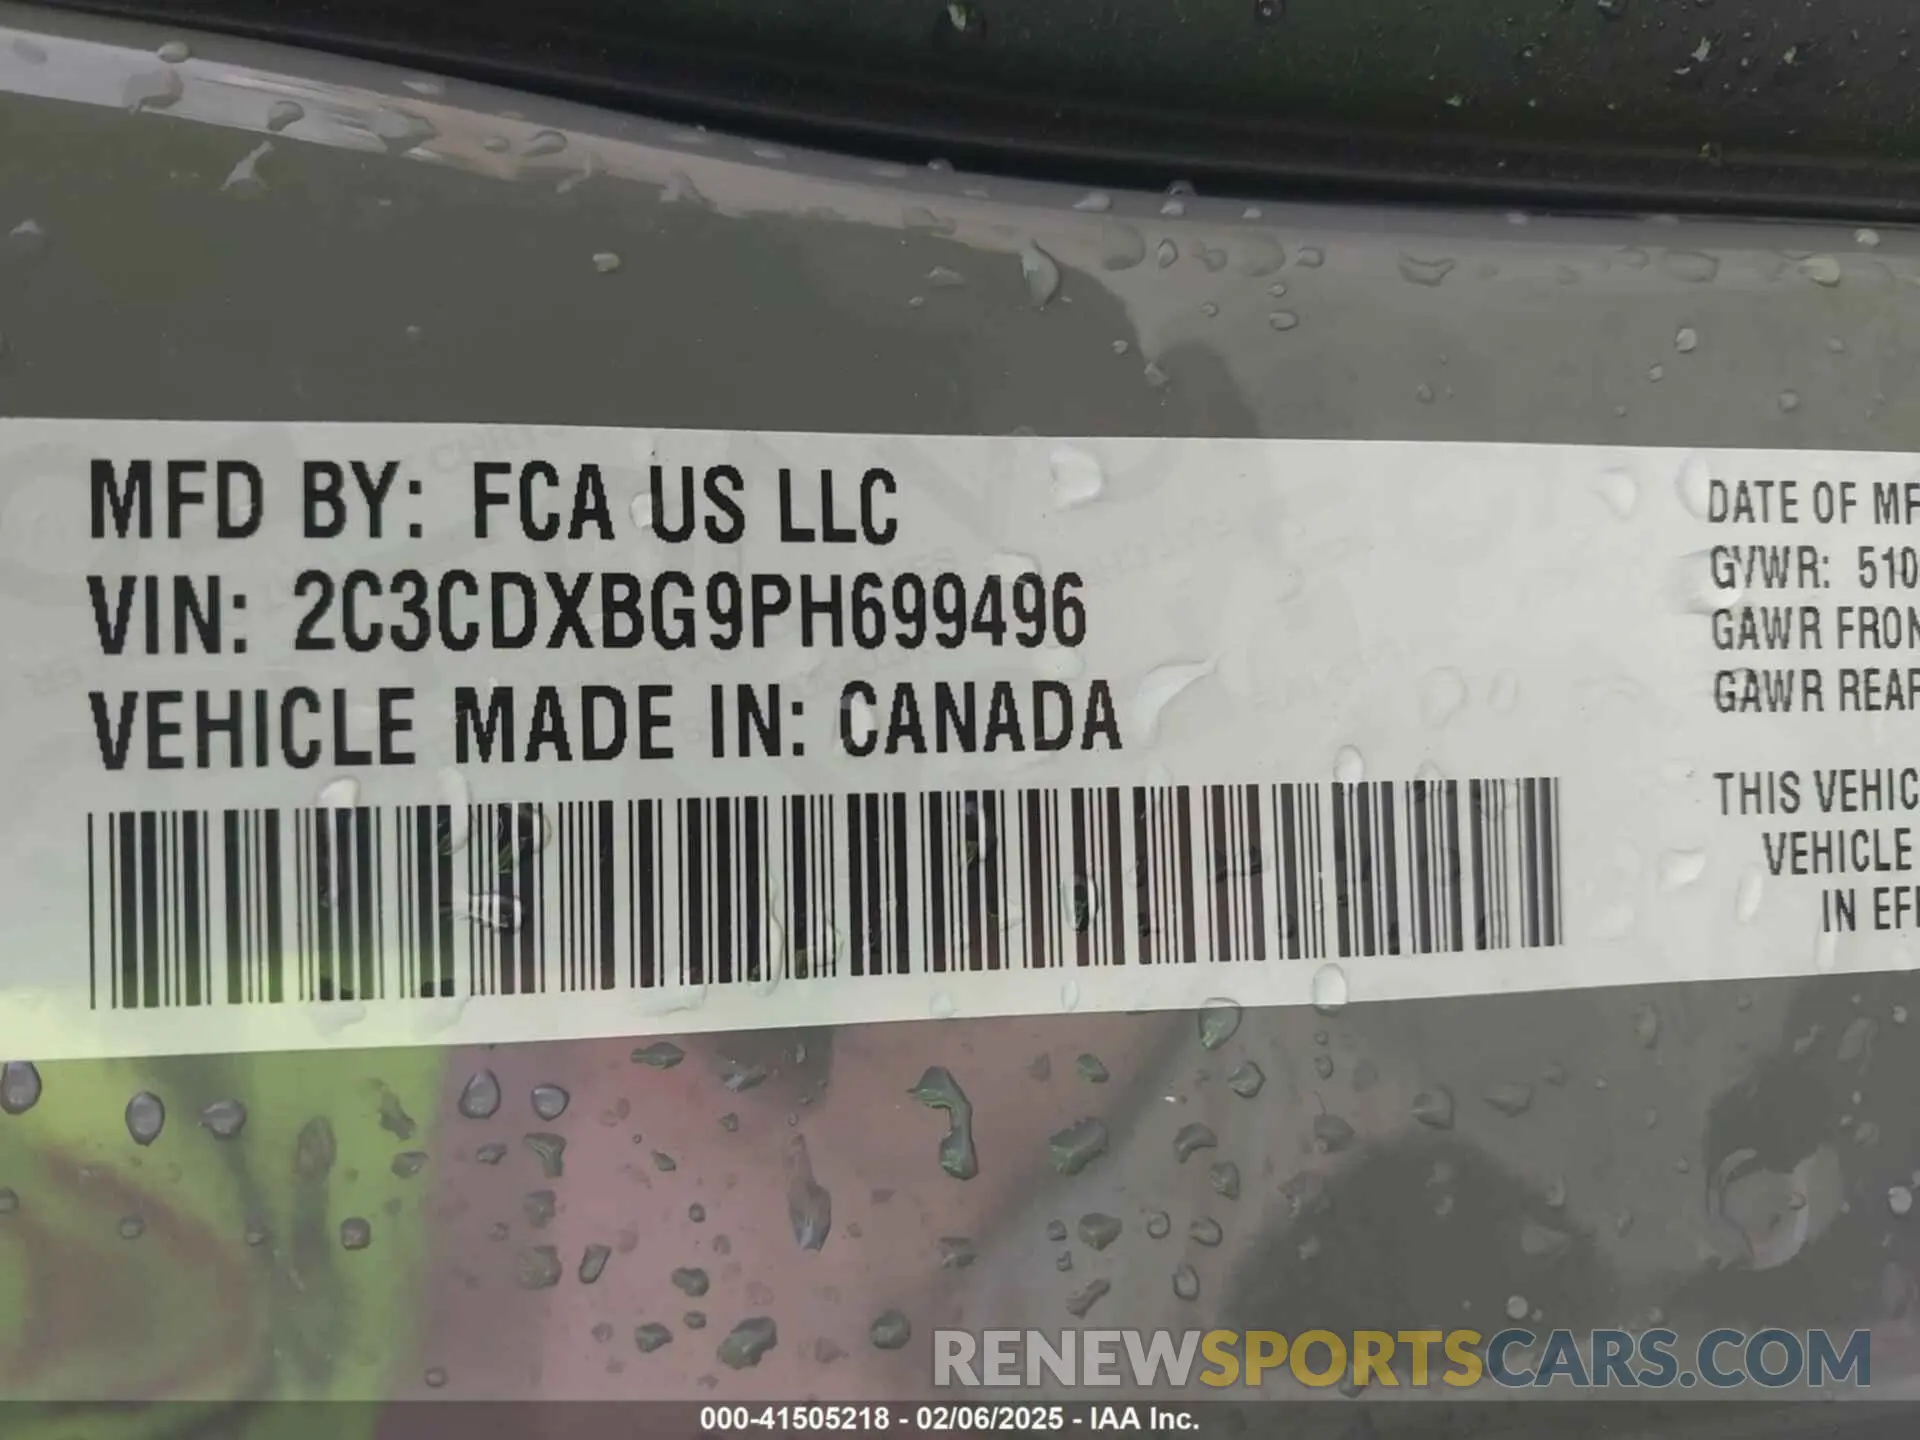 MFD BY: FCA US LLC
VIN: 2C3CDXBG9PH699496
VEHICLE MADE IN: CANADA
DATE OF MF
GVWR: 510
GAWR FRON
GAWR REAR
THIS VEHIC
VEHICLE
IN EFF
RENEWSPORTSCARS.COM
000-41505218 - 02/06/2025 - IAA Inc.